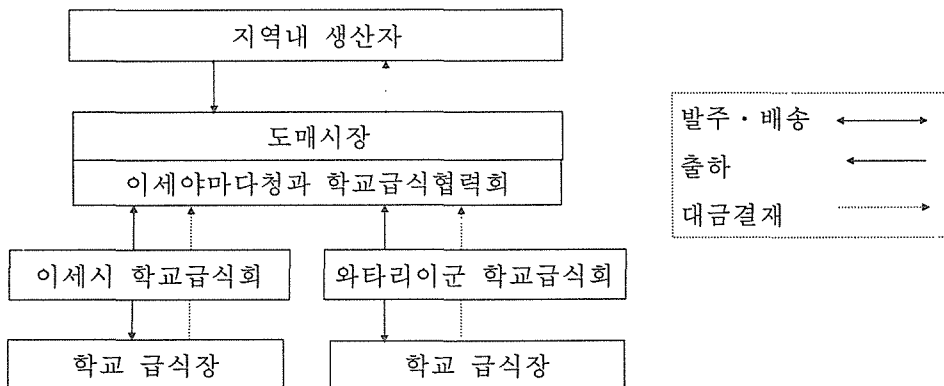 지역내 생산자
도매시장
이세야마다청과 학교급식협력회
이세시 학교급식회
와타리이군 학교급식회
학교 급식장
학교 급식장
발주·배송
출하
대금결재